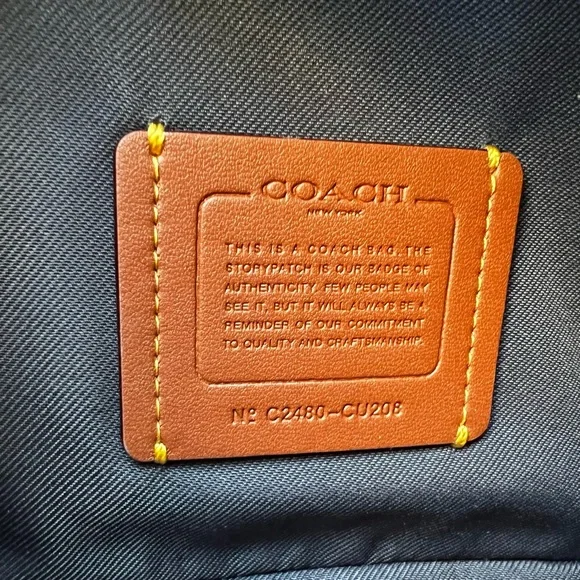 COACH
NEW YORK
THIS IS A COACH BAG. THE
STORYPATCH IS OUR BADGE OF
AUTHENTICITY. FEW PEOPLE MAY
SEE IT, BUT IT WILL ALWAYS BE A
REMINDER OF OUR COMMITMENT
TO QUALITY AND CRAFTSMANSHIP.
Nº C2480-CU208